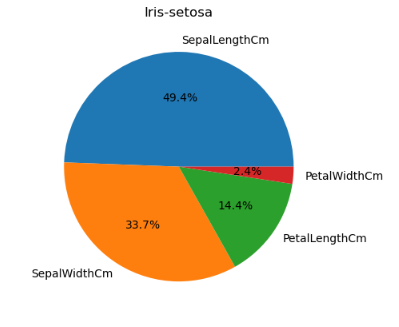 Iris-setosa
SepalLengthCm
49.4%
2.4%
PetalWidthCm
14.4%
33.7%
PetalLengthCm
SepalWidthCm